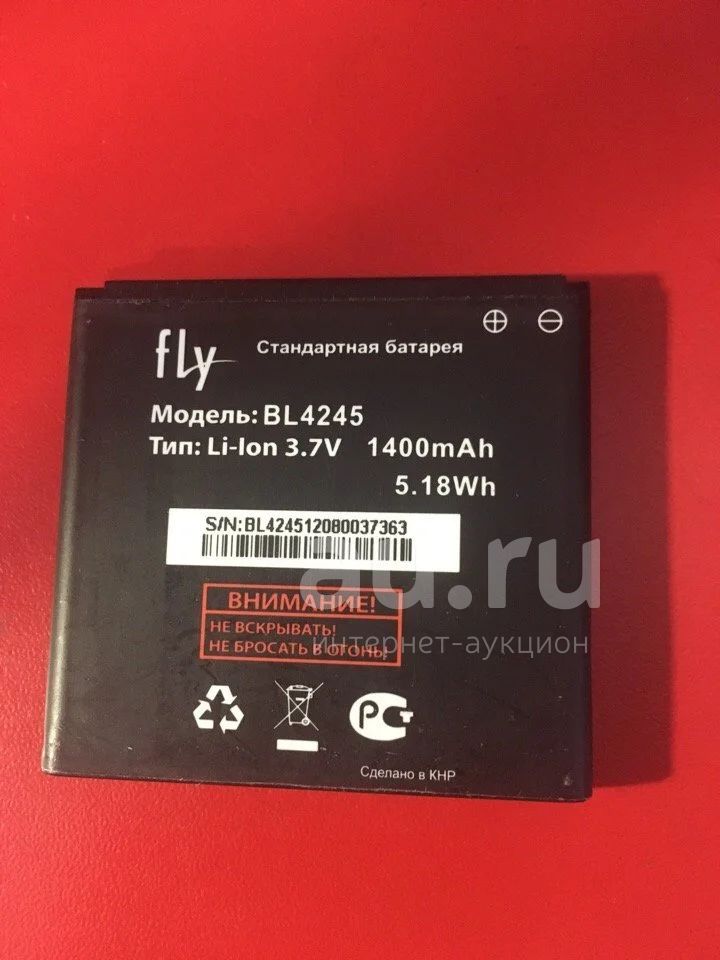 fly Стандартная батарея
Модель: BL4245
Тип: Li-Ion 3.7V 1400mAh
5.18Wh
S/N: BL424512080037363
ВНИМАНИЕ!
НЕ ВСКРЫВАТЬ!
НЕ БРОСАТЬ В ОГОНЬ!
au.ru
интернет-аукцион
РСТ
Сделано в КНР